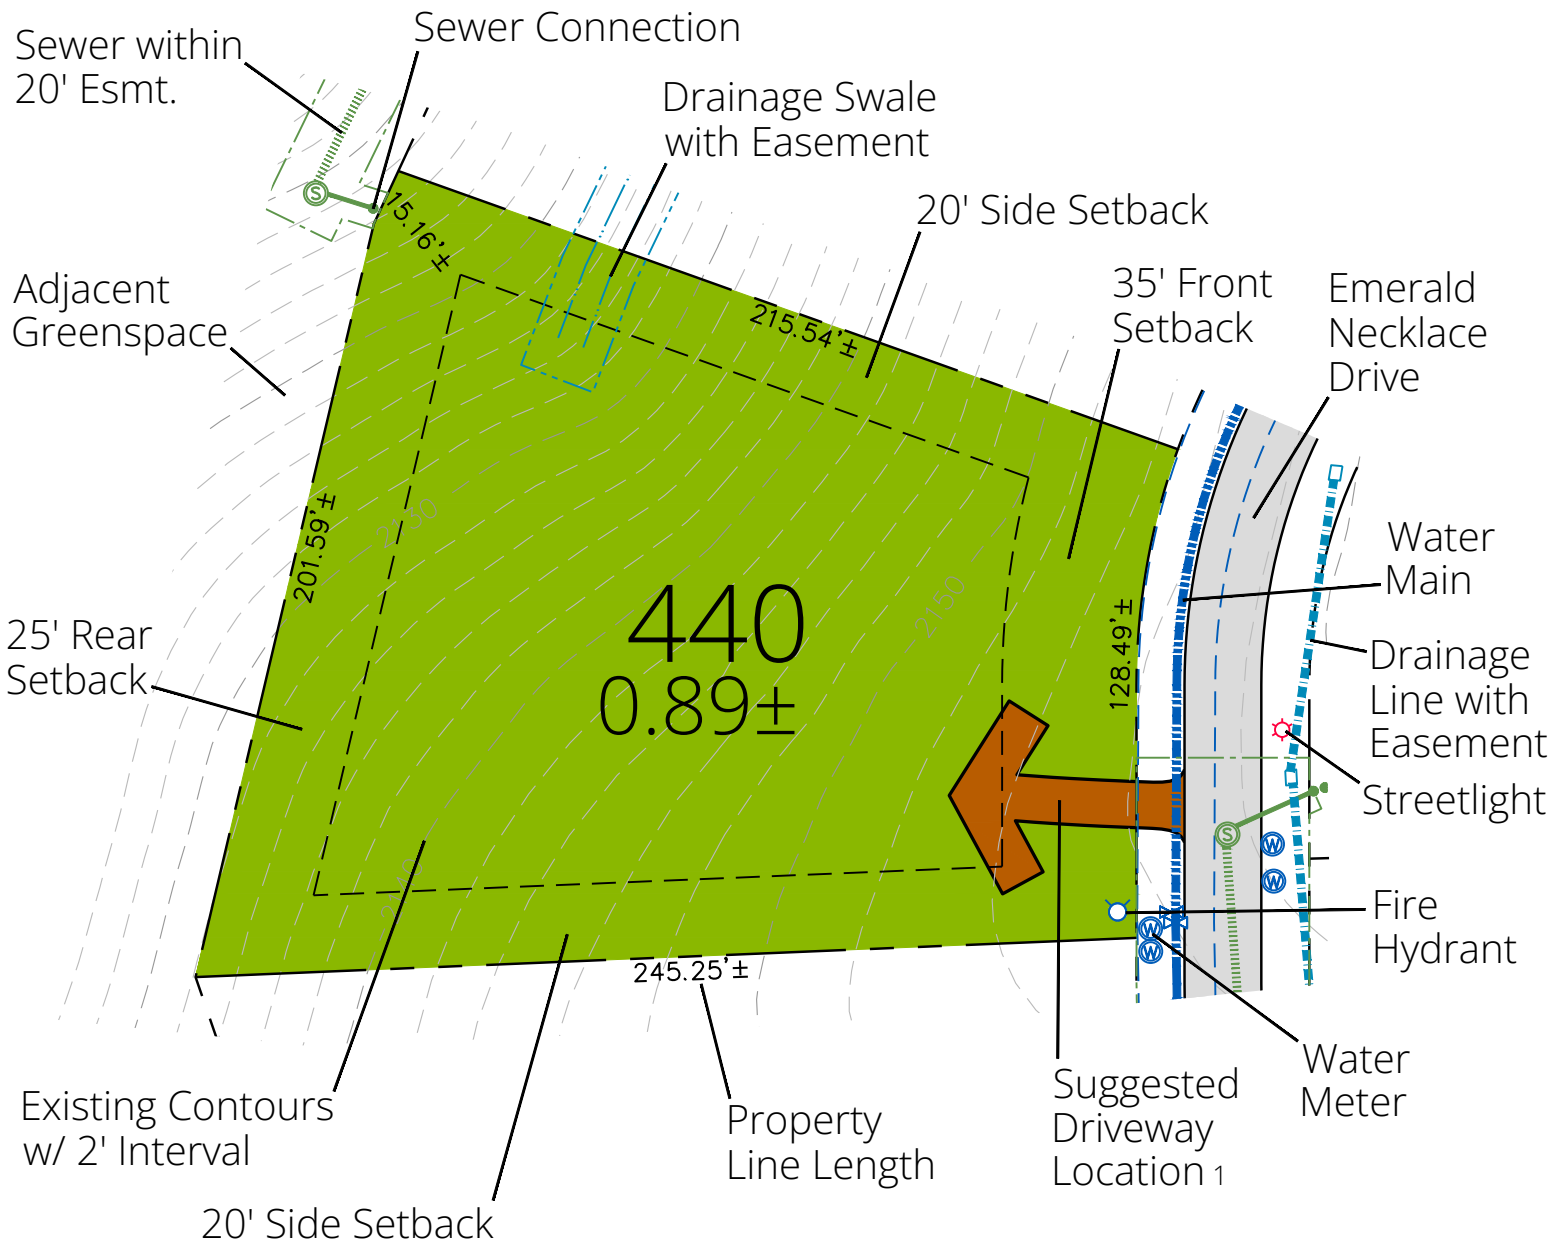 Sewer Connection
Sewer within
20' Esmt.
Drainage Swale
with Easement
20' Side Setback
35' Front
Setback
Emerald
Necklace
Drive
Adjacent
Greenspace
S
15.16'±
215.54'±
201.59'±
2130
2150
128.49'±
440
0.89±
Water
Main
25' Rear
Setback
Drainage
Line with
Easement
Streetlight
S
W
W
W
W
Fire
Hydrant
245.25'±
Water
Meter
Existing Contours
w/ 2' Interval
Property
Line Length
Suggested
Driveway
Location 1
20' Side Setback